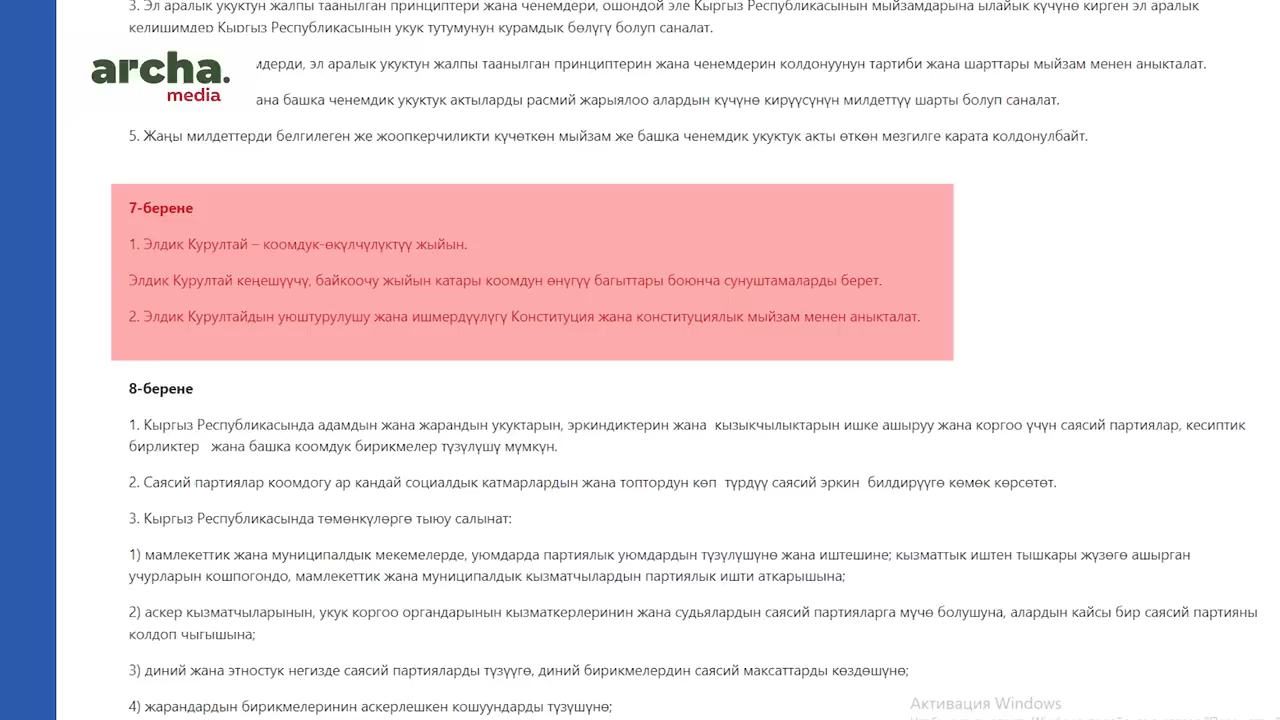 3. Эл аралык укуктун жалпы таанылган принциптери жана ченемдери, ошондой эле Кыргыз Республикасынын мыйзамдарына ылайык күчүнө кирген эл аралык
келишимдер Кыргыз Республикасынын укук тутумунун курамдык бөлүгү болуп саналат.
archa.
media
эл аралык укуктун жалпы таанылган принциптерин жана ченемдерин колдонуунун тартиби жана шарттары мыйзам менен аныкталат.
ана башка ченемдик укуктук актыларды расмий жарыялоо алардын күчүнө кирүүсүнүн милдеттүү шарты болуп саналат.
5. Жаңы милдеттерди белгилеген же жоопкерчиликти күчөткөн мыйзам же башка ченемдик укуктук акты өткөн мезгилге карата колдонулбайт.
7-берене
1. Элдик Курултай – коомдук-өкүлчүлүктүү жыйын.
Элдик Курултай кеңешүүчү, байкоочу жыйын катары коомдун өнүгүү багыттары боюнча сунуштамаларды берет.
2. Элдик Курултайдын уюштурулушу жана ишмердүүлүгү Конституция жана конституциялык мыйзам менен аныкталат.
8-берене
1. Кыргыз Республикасында адамдын жана жарандын укуктарын, эркиндиктерин жана кызыкчылыктарын ишке ашыруу жана коргоо үчүн саясий партиялар, кесиптик
бирликтер жана башка коомдук бирикмелер түзүлүшү мүмкүн.
2. Саясий партиялар коомдогу ар кандай социалдык катмарлардын жана топтордун көп түрдүү саясий эркин билдирүүгө көмөк көрсөтөт.
3. Кыргыз Республикасында төмөнкүлөргө тыюу салынат:
1) мамлекеттик жана муниципалдык мекемелерде, уюмдарда партиялык уюмдардын түзүлүшүнө жана иштешине; кызматтык иштен тышкары жүзөгө ашырган
учурларын кошпогондо, мамлекеттик жана муниципалдык кызматчылардын партиялык ишти аткарышына;
2) аскер кызматчыларынын, укук коргоо органдарынын кызматкерлеринин жана судьялардын саясий партияларга мүчө болушуна, алардын кайсы бир саясий партияны
колдоп чыгышына;
3) диний жана этностук негизде саясий партияларды түзүүгө, диний бирикмелердин саясий максаттарды көздөшүнө;
4) жарандардын бирикмелеринин аскерлешкен кошуундарды түзүшүнө;
Активация Windows